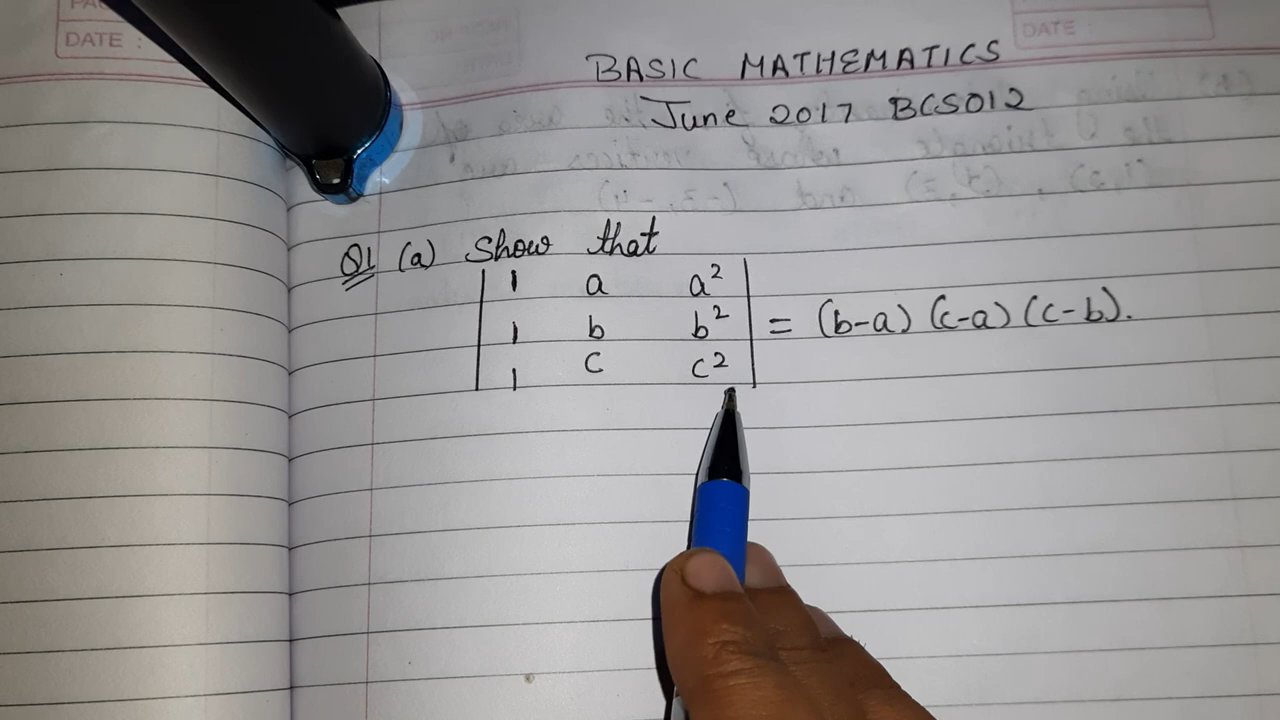 DATE :
DATE
BASIC MATHEMATICS
June 2017 BCS012
Q1 (a) Show that
| 1 a a² |
| 1 b b² | = (b-a) (c-a) (c-b).
| 1 c c² |